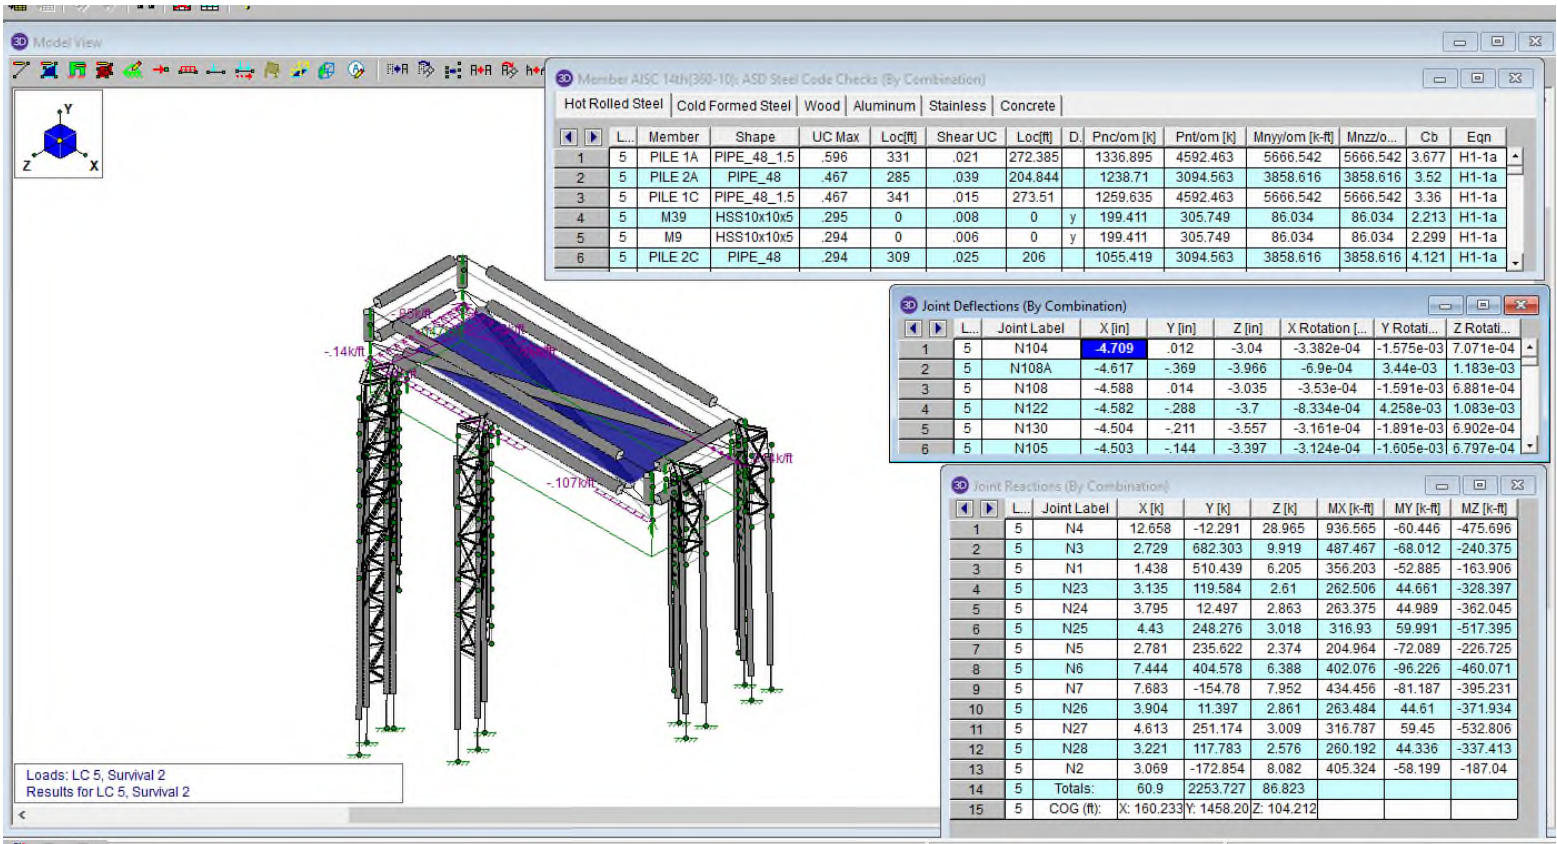 3D Model View
3D Member AISC 14th(360-10): ASD Steel Code Checks (By Combination)
Hot Rolled Steel Cold Formed Steel Wood Aluminum Stainless Concrete
L... Member Shape UC Max Loc[ft] Shear UC Loc[ft] D. Pnc/om [k] Pnt/om [k] Mnyy/om [k-ft] Mnzz/o... Cb Eqn
1 5 PILE 1A PIPE_48_1.5 .596 331 .021 272.385 1336.895 4592.463 5666.542 5666.542 3.677 H1-1a
2 5 PILE 2A PIPE_48 .467 285 .039 204.844 1238.71 3094.563 3858.616 3858.616 3.52 H1-1a
3 5 PILE 1C PIPE_48_1.5 .467 341 .015 273.51 1259.635 4592.463 5666.542 5666.542 3.36 H1-1a
4 5 M39 HSS10x10x5 .295 0 .008 0 y 199.411 305.749 86.034 86.034 2.213 H1-1a
5 5 M9 HSS10x10x5 .294 0 .006 0 y 199.411 305.749 86.034 86.034 2.299 H1-1a
6 5 PILE 2C PIPE_48 .294 309 .025 206 1055.419 3094.563 3858.616 3858.616 4.121 H1-1a
Y
Z X
-.14k/ft
-.107k/ft
3D Joint Deflections (By Combination)
L... Joint Label X [in] Y [in] Z [in] X Rotation [... Y Rotati... Z Rotati...
1 5 N104 -4.709 .012 -3.04 -3.382e-04 -1.575e-03 7.071e-04
2 5 N108A -4.617 -.369 -3.966 -6.9e-04 3.44e-03 1.183e-03
3 5 N108 -4.588 .014 -3.035 -3.53e-04 -1.591e-03 6.881e-04
4 5 N122 -4.582 -.288 -3.7 -8.334e-04 4.258e-03 1.083e-03
5 5 N130 -4.504 -.211 -3.557 -3.161e-04 -1.891e-03 6.902e-04
6 5 N105 -4.503 -.144 -3.397 -3.124e-04 -1.605e-03 6.797e-04
3D Joint Reactions (By Combination)
L... Joint Label X [k] Y [k] Z [k] MX [k-ft] MY [k-ft] MZ [k-ft]
1 5 N4 12.658 -12.291 28.965 936.565 -60.446 -475.696
2 5 N3 2.729 682.303 9.919 487.467 -68.012 -240.375
3 5 N1 1.438 510.439 6.205 356.203 -52.885 -163.906
4 5 N23 3.135 119.584 2.61 262.506 44.661 -328.397
5 5 N24 3.795 12.497 2.863 263.375 44.989 -362.045
6 5 N25 4.43 248.276 3.018 316.93 59.991 -517.395
7 5 N5 2.781 235.622 2.374 204.964 -72.089 -226.725
8 5 N6 7.444 404.578 6.388 402.076 -96.226 -460.071
9 5 N7 7.683 -154.78 7.952 434.456 -81.187 -395.231
10 5 N26 3.904 11.397 2.861 263.484 44.61 -371.934
11 5 N27 4.613 251.174 3.009 316.787 59.45 -532.806
12 5 N28 3.221 117.783 2.576 260.192 44.336 -337.413
13 5 N2 3.069 -172.854 8.082 405.324 -58.199 -187.04
14 5 Totals: 60.9 2253.727 86.823
15 5 COG (ft): X: 160.233 Y: 1458.20 Z: 104.212
Loads: LC 5, Survival 2
Results for LC 5, Survival 2